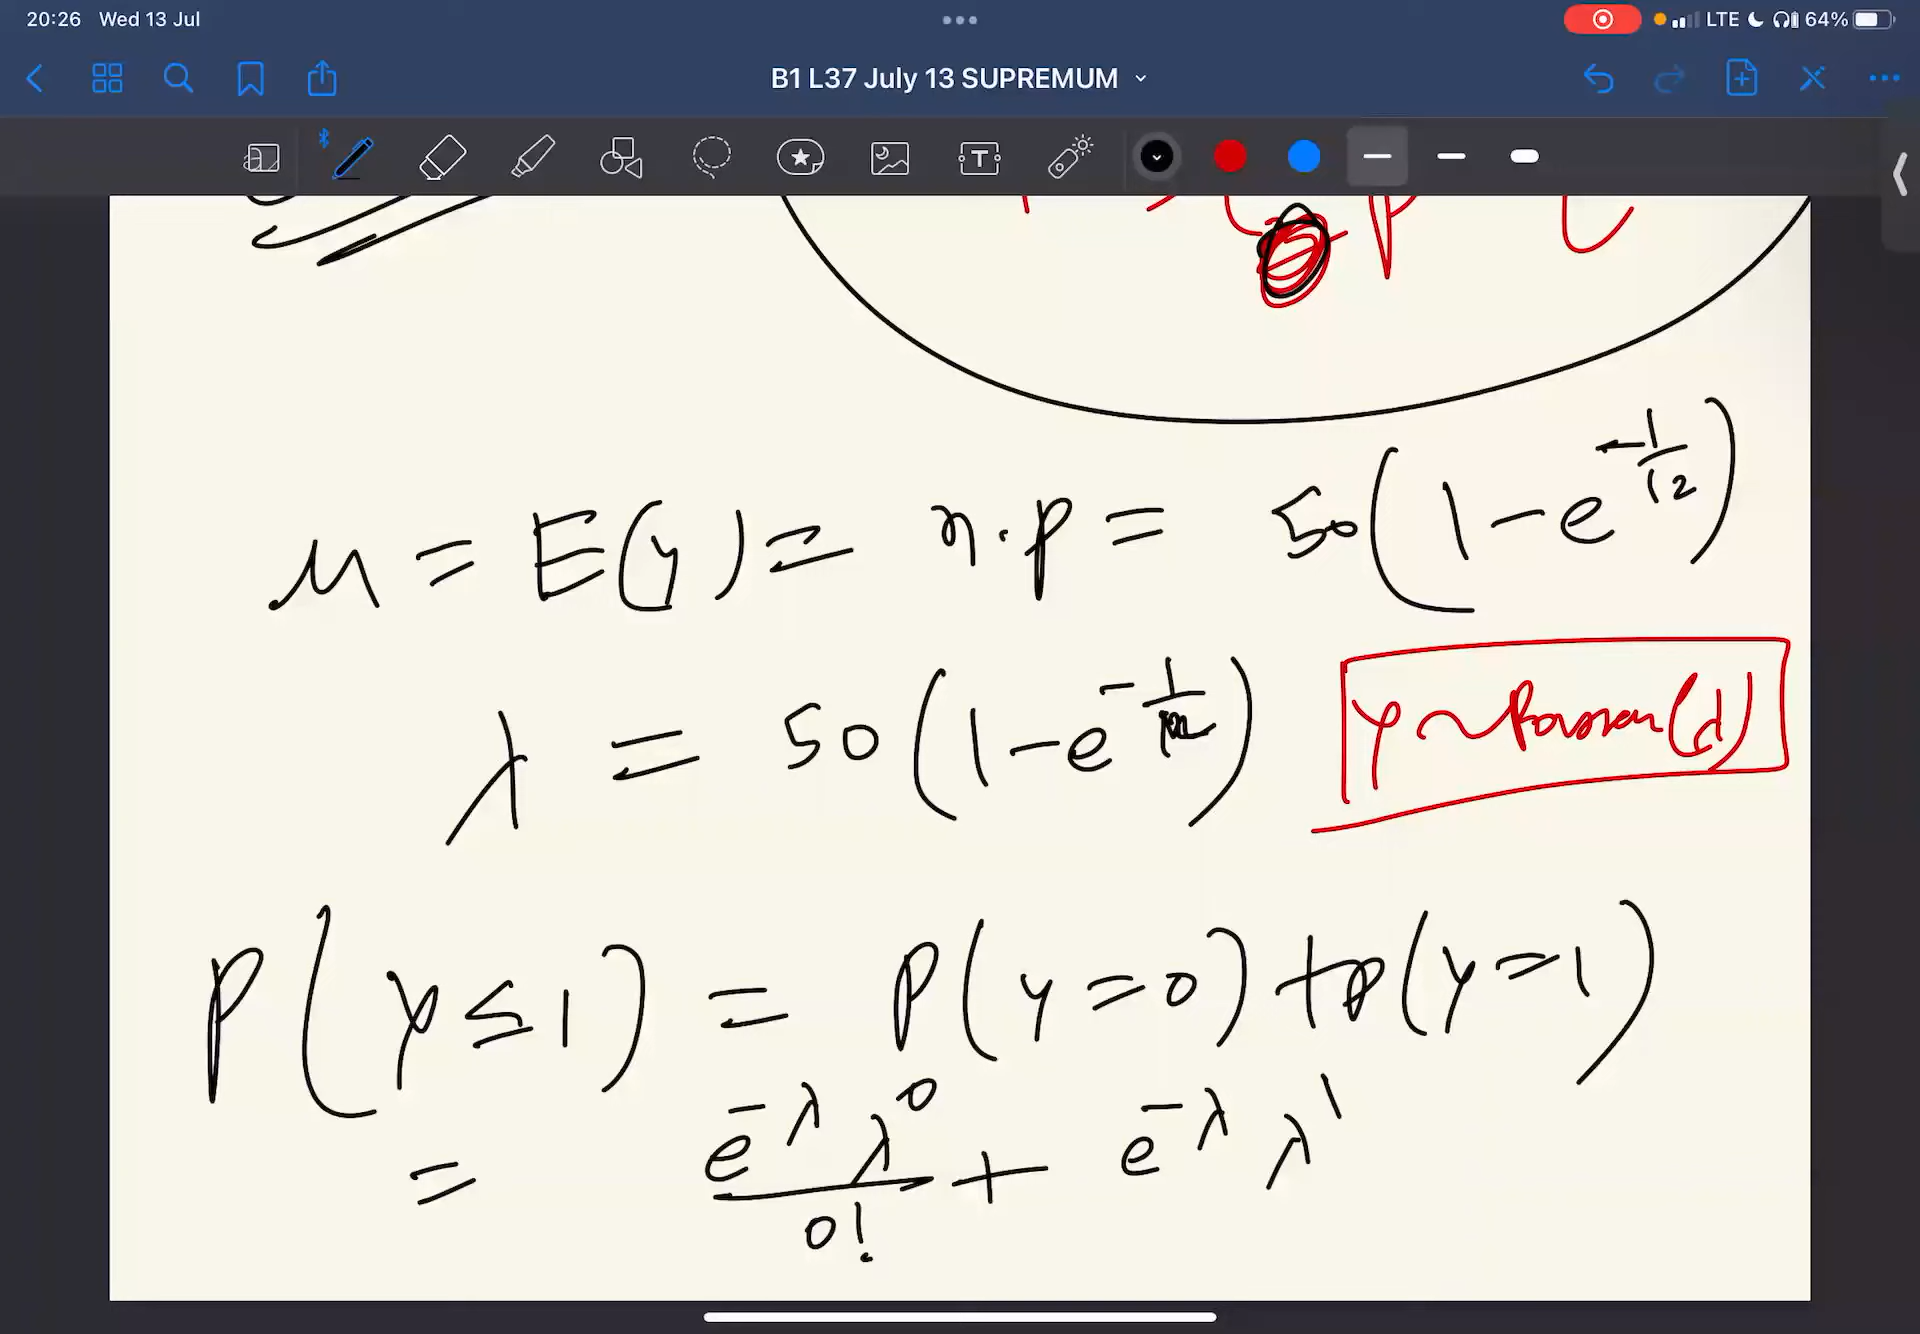 20:26 Wed 13 Jul
LTE 64%
B1 L37 July 13 SUPREMUM
μ = E(Y) = n.p = 50(1-e^{-1/12})
λ = 50(1-e^{-1/12})
Y ~ Poisson(λ)
P(Y≤1) = P(Y=0)+P(Y=1)
= e^{-λ} λ^0 / 0! + e^{-λ} λ^1